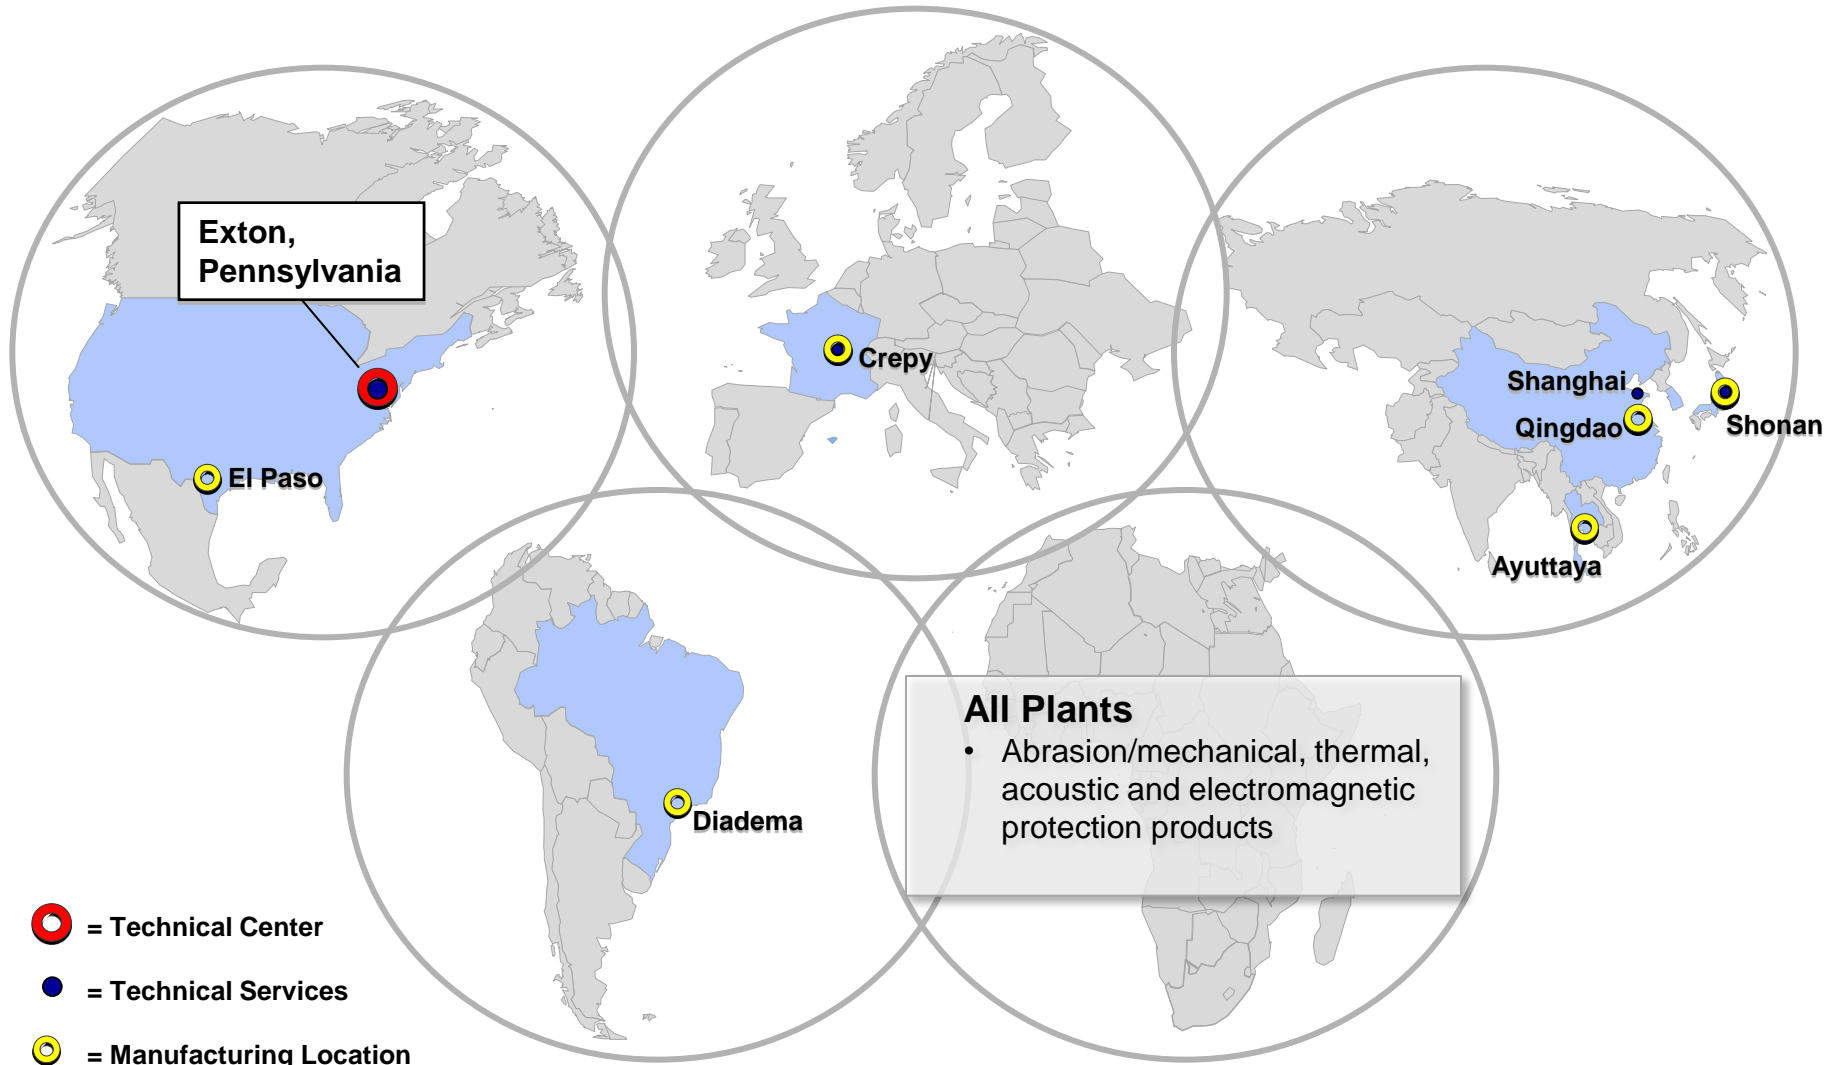 Exton,
Pennsylvania
El Paso
Crepy
Shanghai
Qingdao
Shonan
Ayuttaya
Diadema
All Plants
• Abrasion/mechanical, thermal,
acoustic and electromagnetic
protection products
= Technical Center
= Technical Services
= Manufacturing Location